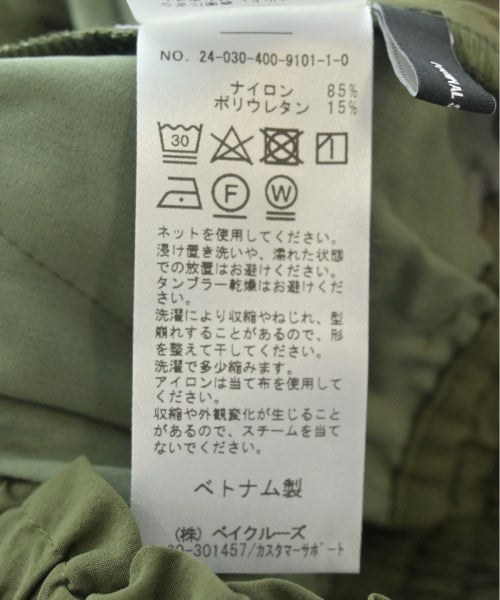 NO. 24-030-400-9101-1-0
ナイロン 85%
ポリウレタン 15%
30
F W
ネットを使用してください。
浸け置き洗いや、濡れた状態
での放置はお避けください。
タンブラー乾燥はお避けくだ
さい。
洗濯により収縮やねじれ、型
崩れすることがあるので、形
を整えて干してください。
洗濯で多少縮みます。
アイロンは当て布を使用して
ください。
収縮や外観変化が生じること
があるので、スチームを当て
ないでください。
ベトナム製
(株) ベイクルーズ
-301457/カスタマーサポート